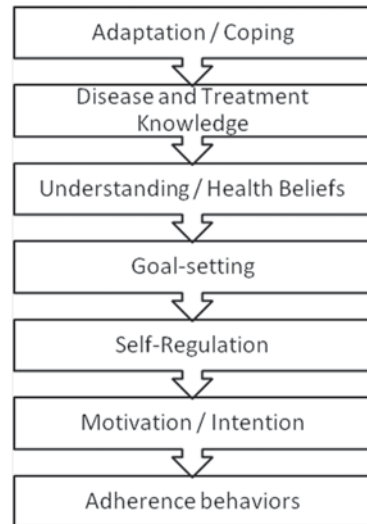 Adaptation / Coping
Disease and Treatment
Knowledge
Understanding / Health Beliefs
Goal-setting
Self-Regulation
Motivation / Intention
Adherence behaviors